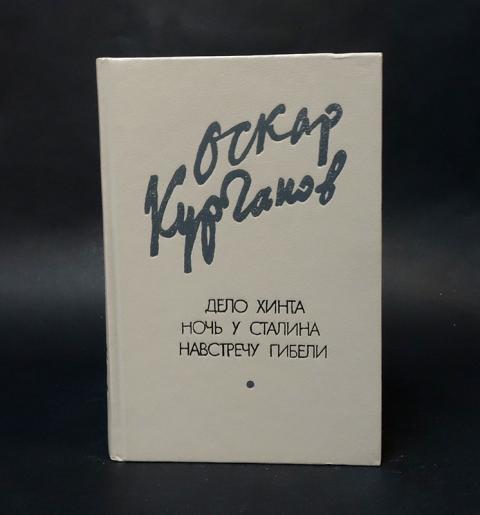 Оскар
Курганов
ДЕЛО ХИНТА
НОЧЬ У СТАЛИНА
НАВСТРЕЧУ ГИБЕЛИ